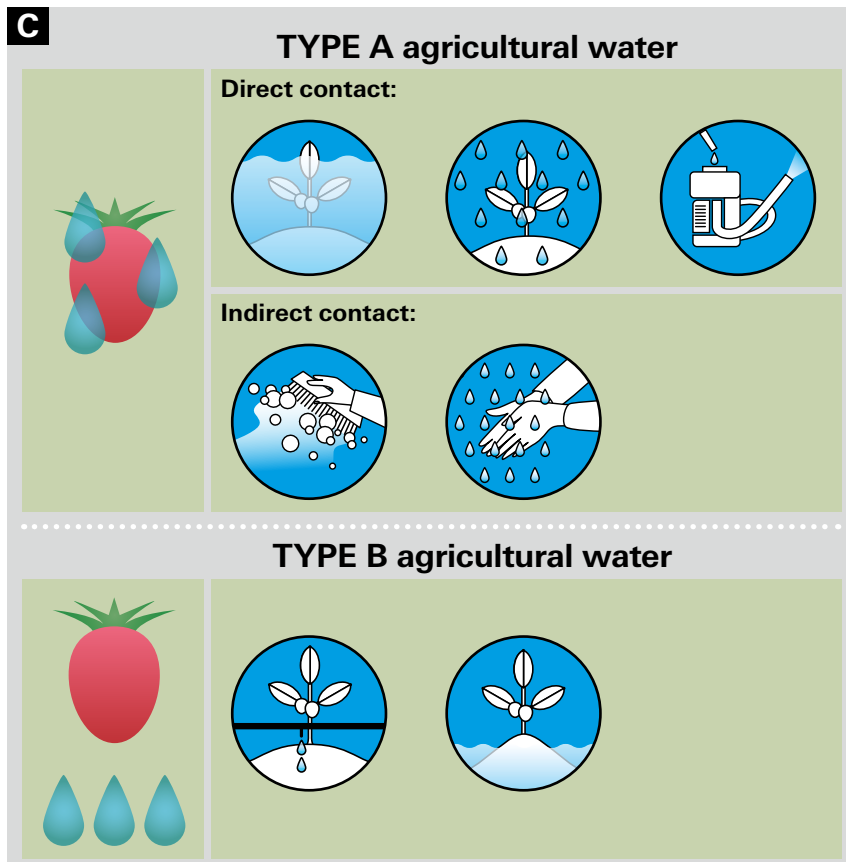 C
TYPE A agricultural water
Direct contact:
Indirect contact:
TYPE B agricultural water